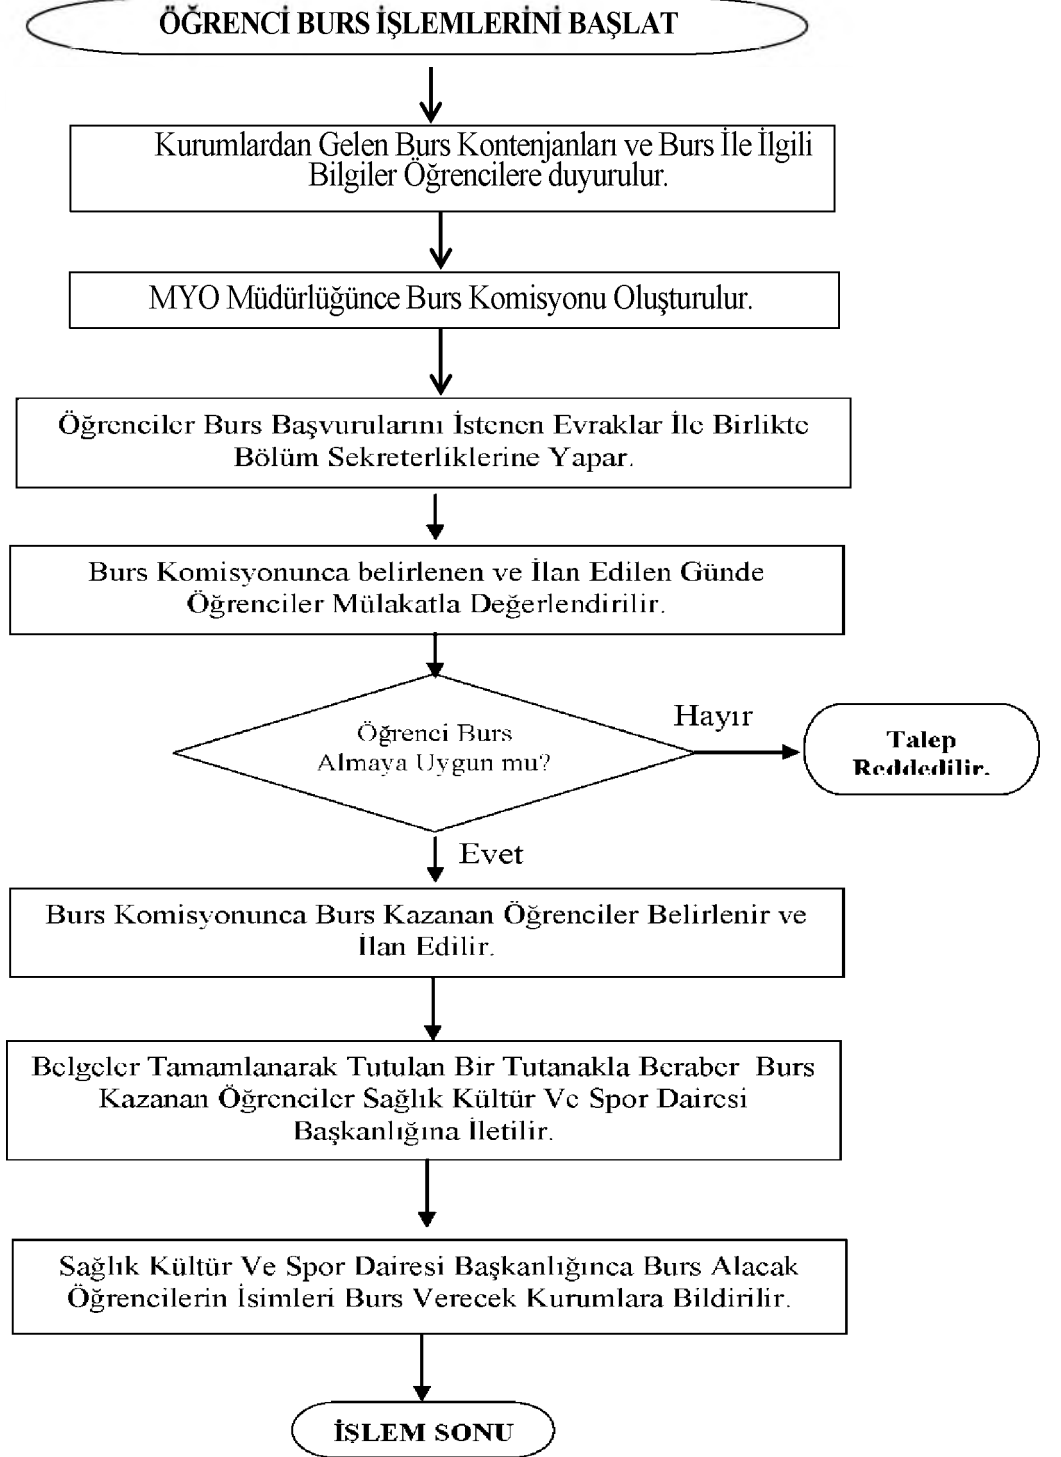 ÖĞRENCİ BURS İŞLEMLERİNİ BAŞLAT
Kurumlardan Gelen Burs Kontenjanları ve Burs İle İlgili
Bilgiler Öğrencilere duyurulur.
MYO Müdürlüğünce Burs Komisyonu Oluşturulur.
Öğrenciler Burs Başvurularını İstenen Evraklar İle Birlikte
Bölüm Sekreterliklerine Yapar.
Burs Komisyonunca belirlenen ve İlan Edilen Günde
Öğrenciler Mülakatla Değerlendirilir.
Öğrenci Burs
Almaya Uygun mu?
Hayır
Talep
Reddedilir.
Evet
Burs Komisyonunca Burs Kazanan Öğrenciler Belirlenir ve
İlan Edilir.
Belgeler Tamamlanarak Tutulan Bir Tutanakla Beraber Burs
Kazanan Öğrenciler Sağlık Kültür Ve Spor Dairesi
Başkanlığına İletilir.
Sağlık Kültür Ve Spor Dairesi Başkanlığınca Burs Alacak
Öğrencilerin İsimleri Burs Verecek Kurumlara Bildirilir.
İŞLEM SONU